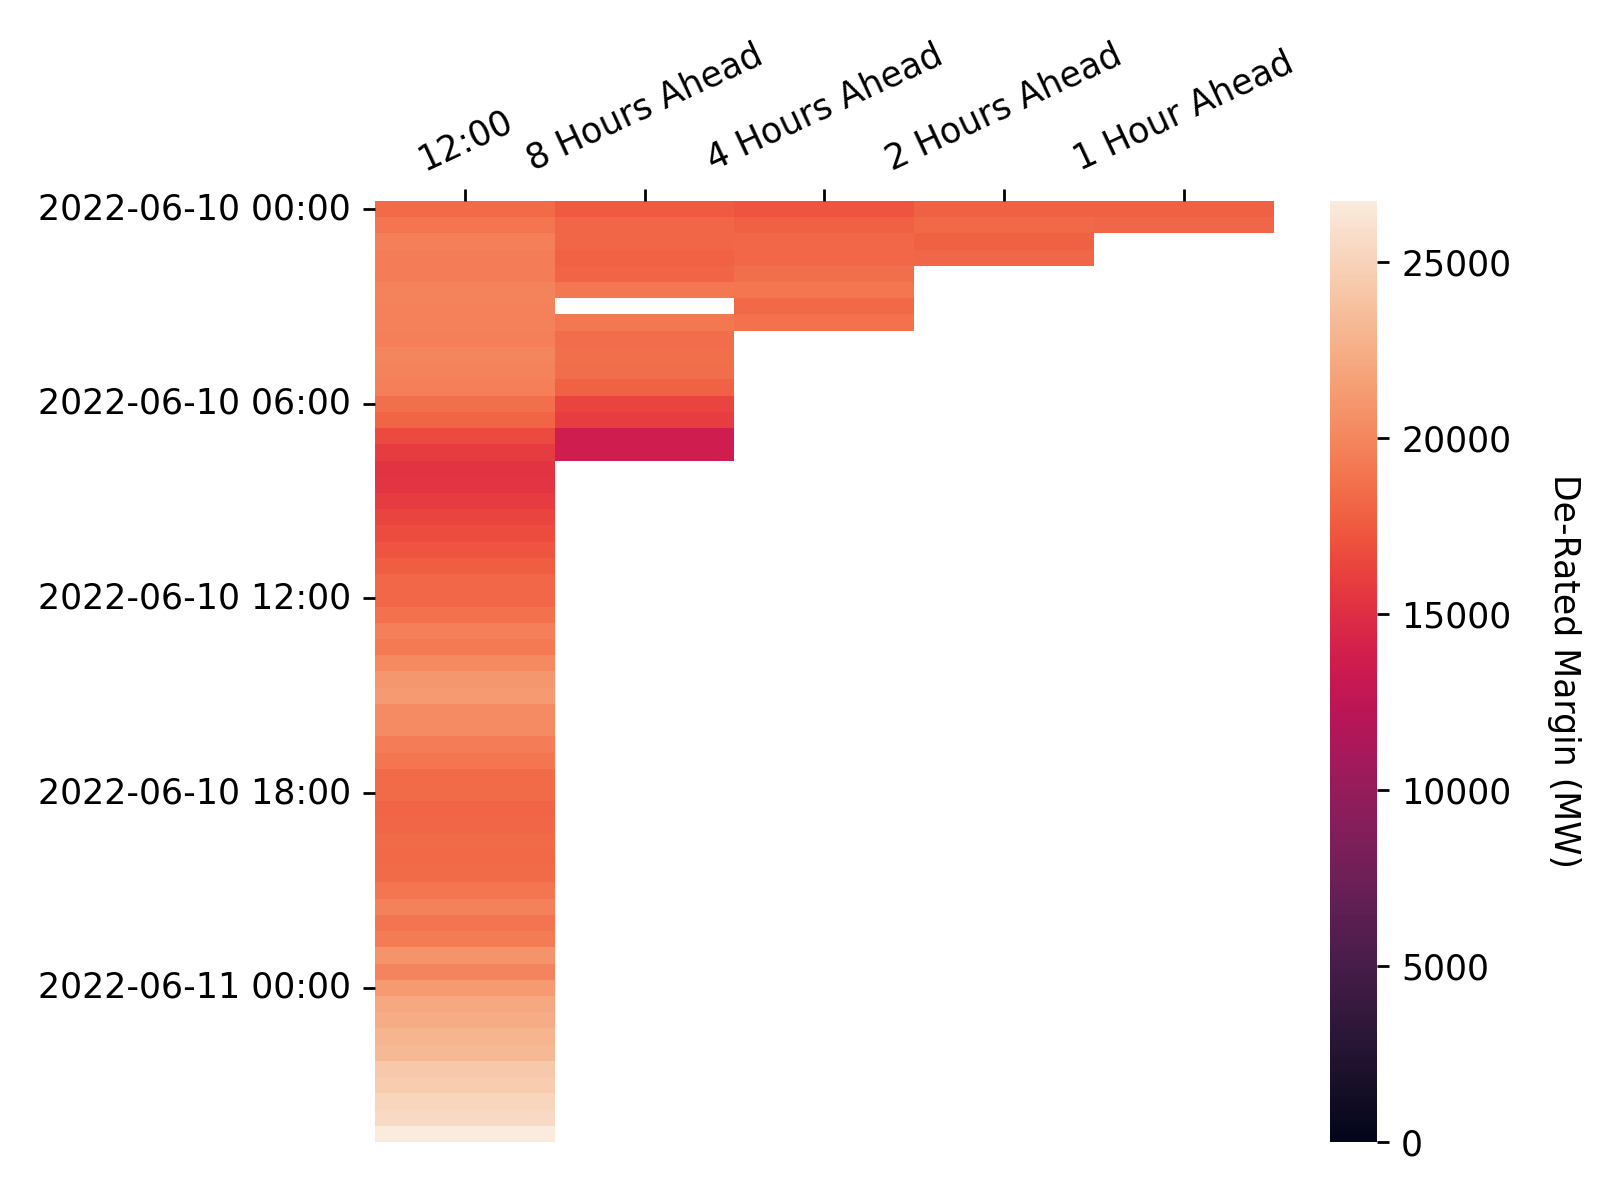 12:00
8 Hours Ahead
4 Hours Ahead
2 Hours Ahead
1 Hour Ahead
2022-06-10 00:00
2022-06-10 06:00
2022-06-10 12:00
2022-06-10 18:00
2022-06-11 00:00
25000
20000
15000
10000
5000
0
De-Rated Margin (MW)